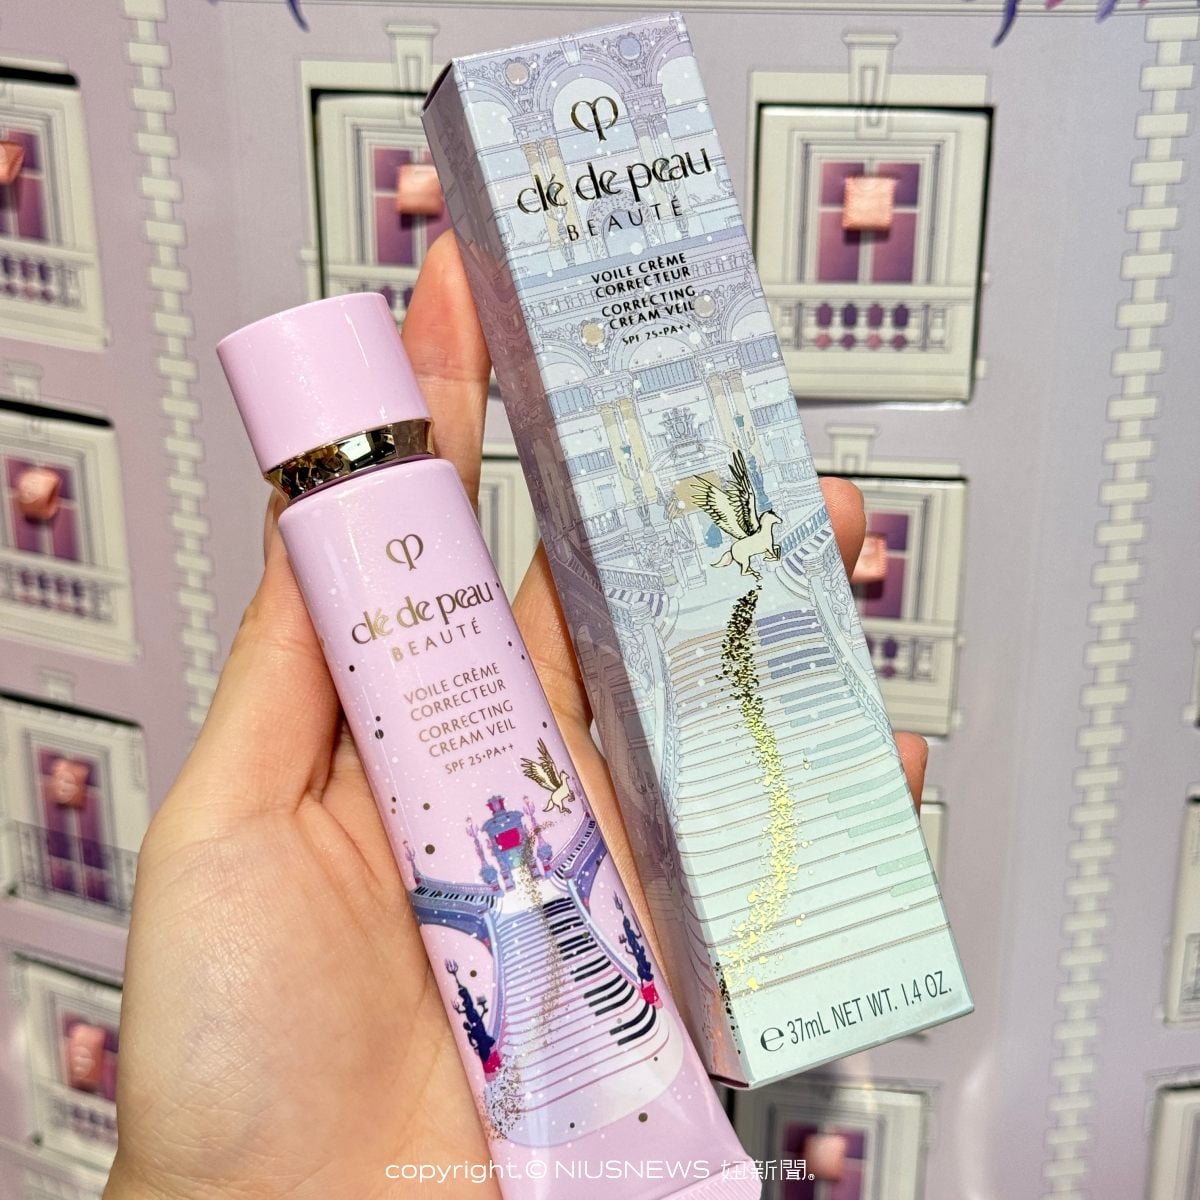 clé de peau
BEAUTÉ
VOILE CRÈME
CORRECTEUR
CORRECTING
CREAM VEIL
SPF 25•PA++
℮37mL NET WT. 1.4 OZ.
clé de peau
BEAUTÉ
VOILE CRÈME
CORRECTEUR
CORRECTING
CREAM VEIL
SPF 25•PA++
copyright © NIUSNEWS 妞新聞。